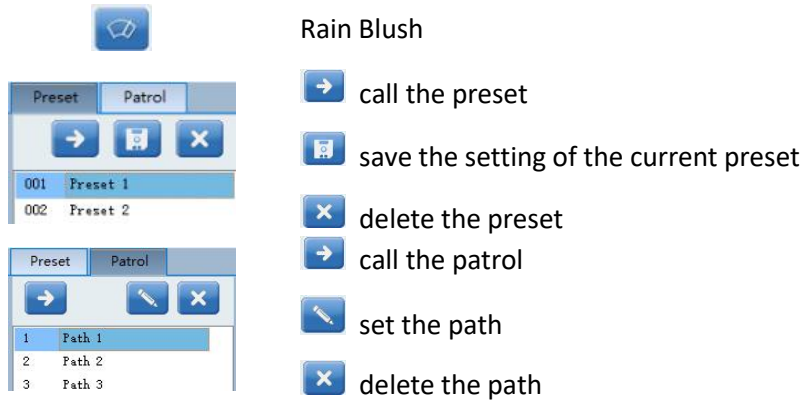 Rain Blush
Preset Patrol
001 Preset 1
002 Preset 2
call the preset
save the setting of the current preset
delete the preset
Preset Patrol
1 Path 1
2 Path 2
3 Path 3
call the patrol
set the path
delete the path